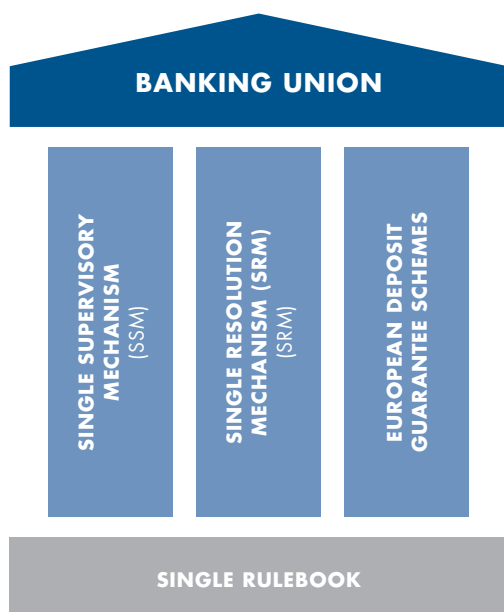 BANKING UNION
SINGLE SUPERVISORY
MECHANISM
(SSM)
SINGLE RESOLUTION
MECHANISM (SRM)
(SRM)
EUROPEAN DEPOSIT
GUARANTEE SCHEMES
SINGLE RULEBOOK